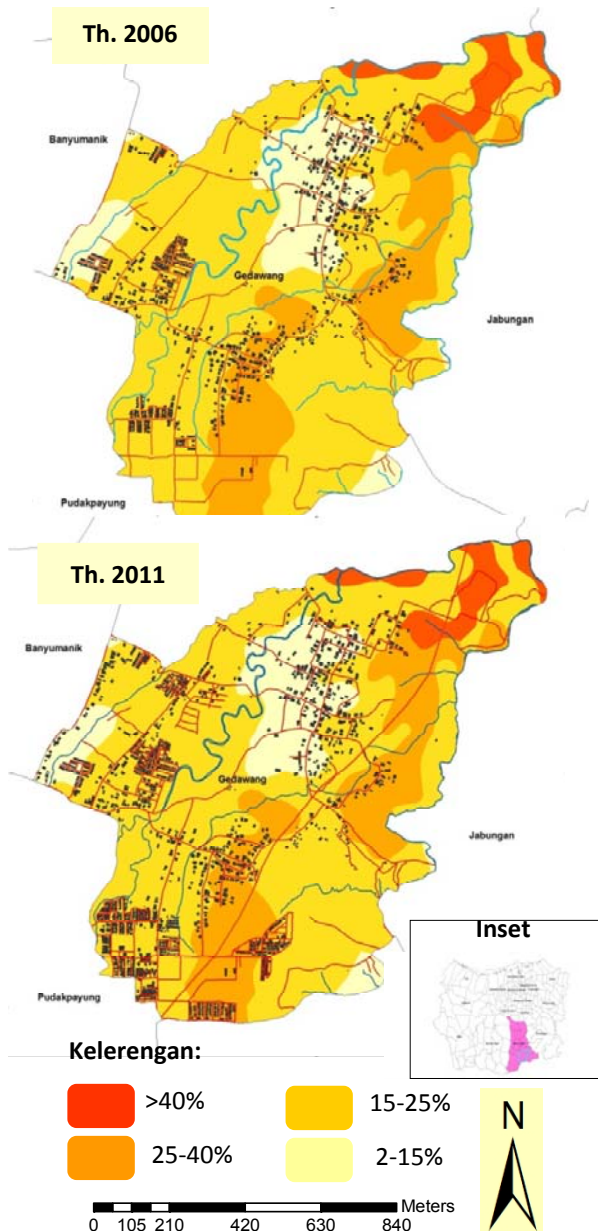 Th. 2006
Banyumanik
Gedawang
Jabungan
Pudakpayung
Th. 2011
Banyumanik
Gedawang
Jabungan
Inset
Pudakpayung
Kelerengan:
>40% 15-25%
25-40% 2-15%
N
Meters
0 105 210 420 630 840